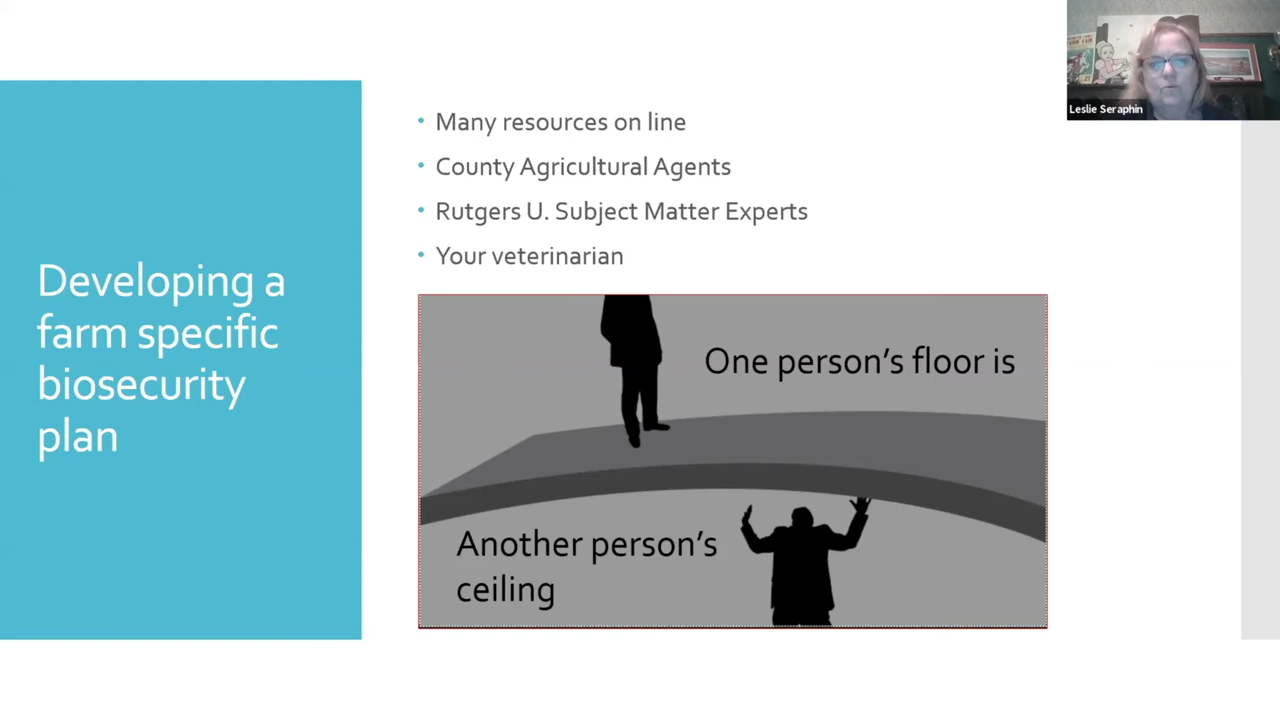 Developing a
farm specific
biosecurity
plan
• Many resources on line
• County Agricultural Agents
• Rutgers U. Subject Matter Experts
• Your veterinarian
One person's floor is
Another person's
ceiling
Leslie Seraphin